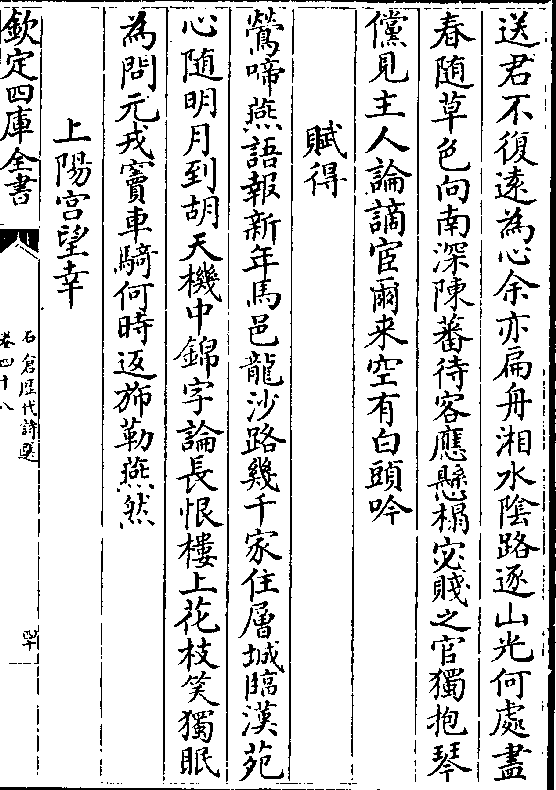 送君不復遠為心余亦扁舟湘水陰路逐山光何處盡
春隨草色向南深陳蕃待客應懸榻宓賤之官獨抱琴
儻見主人論謫宦爾来空有白頭吟
賦得
鶯啼燕語報新年馬邑龍沙路幾千家住層城臨漢苑
心隨明月到胡天機中錦字論長恨樓上花枝笑獨眠
為問元戎竇車騎何時返斾勒燕然
上陽宫望幸
欽定四庫全書
石倉歷代詩選
卷四十八